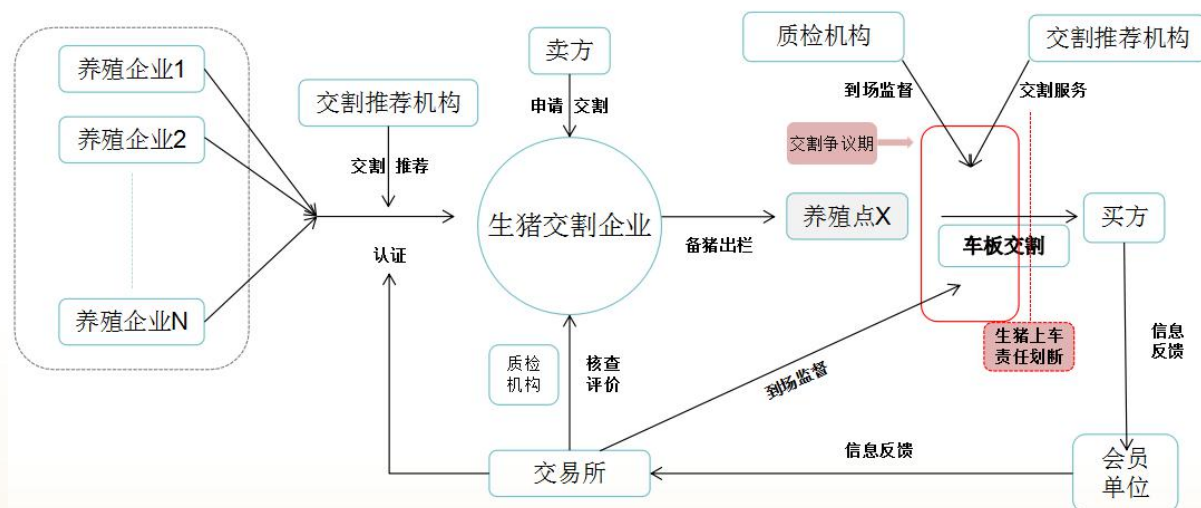 养殖企业1
养殖企业2
养殖企业N
交割推荐机构
交割 推荐
认证
卖方
申请 交割
生猪交割企业
质检
机构
核查
评价
交易所
备猪出栏
养殖点X
交割争议期
质检机构
到场监督
交割推荐机构
交割服务
车板交割
生猪上车
责任划断
到场监督
买方
信息
反馈
会员
单位
信息反馈